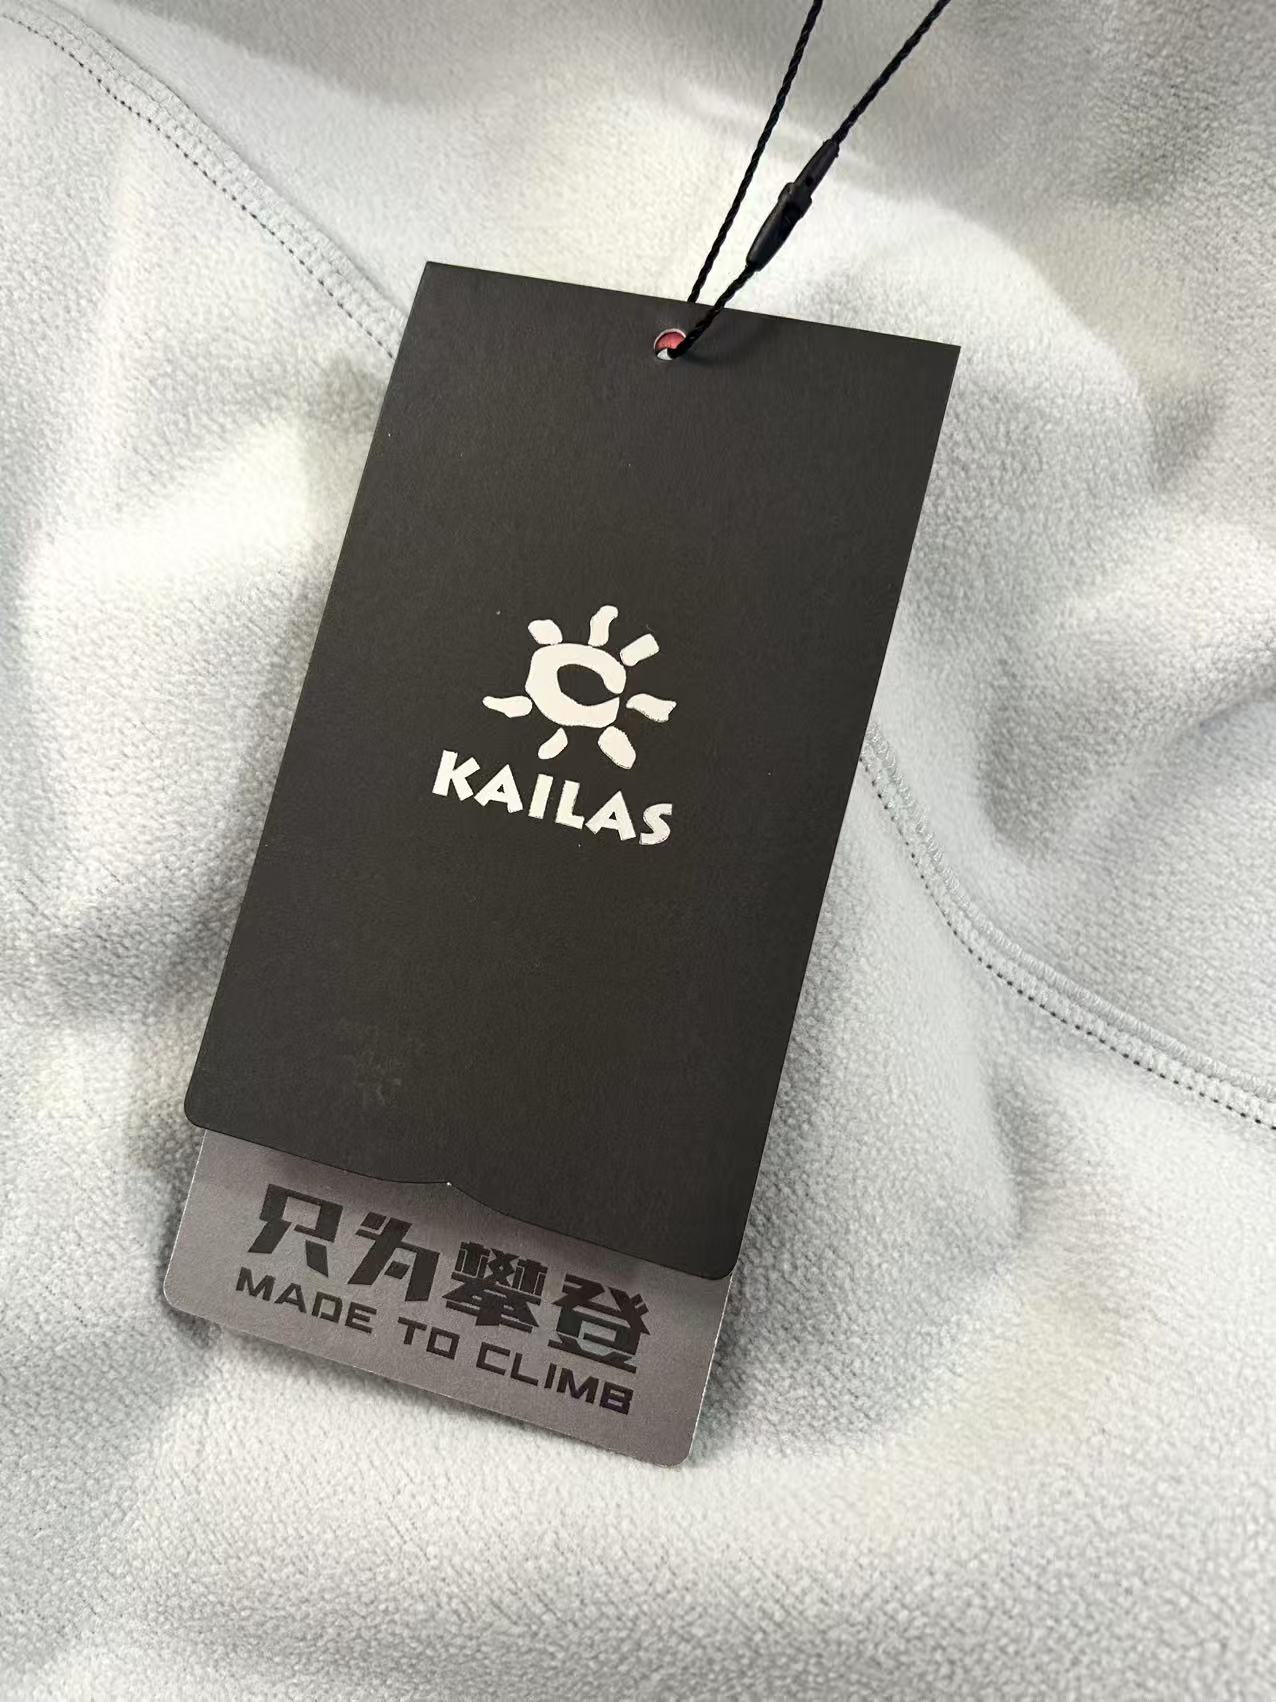 KAILAS
只为攀登
MADE TO CLIMB